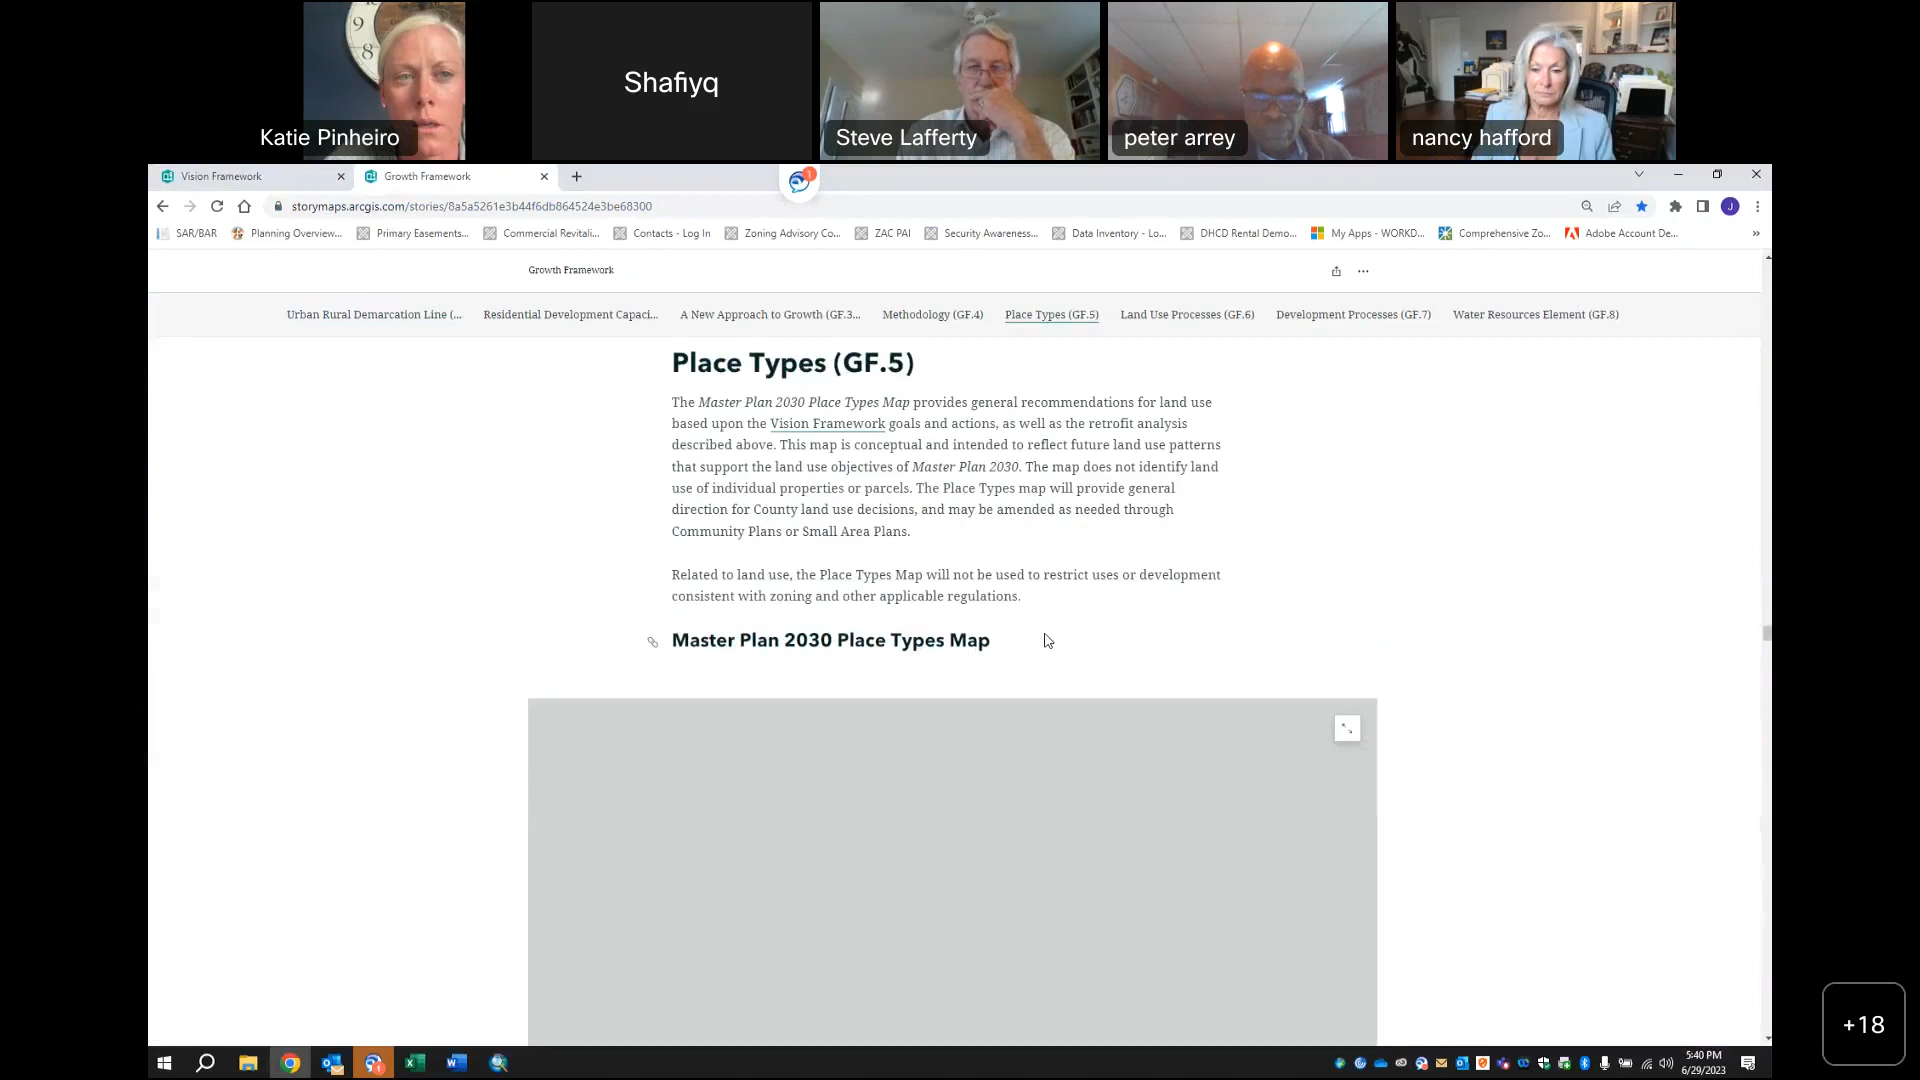 9
8
Katie Pinheiro
Shafiyq
Steve Lafferty
peter arrey
nancy hafford
Vision Framework
Growth Framework
1
storymaps.arcgis.com/stories/8a5a5261e3b44f6db864524e3be68300
J
SAR/BAR
Planning Overview...
Primary Easements...
Commercial Revitali...
Contacts - Log In
Zoning Advisory Co...
ZAC PAI
Security Awareness...
Data Inventory - Lo...
DHCD Rental Demo...
My Apps - WORKD...
Comprehensive Zo...
Adobe Account De...
Growth Framework
Urban Rural Demarcation Line (...
Residential Development Capaci...
A New Approach to Growth (GF.3...
Methodology (GF.4)
Place Types (GF.5)
Land Use Processes (GF.6)
Development Processes (GF.7)
Water Resources Element (GF.8)
Place Types (GF.5)
The Master Plan 2030 Place Types Map provides general recommendations for land use
based upon the Vision Framework goals and actions, as well as the retrofit analysis
described above. This map is conceptual and intended to reflect future land use patterns
that support the land use objectives of Master Plan 2030. The map does not identify land
use of individual properties or parcels. The Place Types map will provide general
direction for County land use decisions, and may be amended as needed through
Community Plans or Small Area Plans.
Related to land use, the Place Types Map will not be used to restrict uses or development
consistent with zoning and other applicable regulations.
Master Plan 2030 Place Types Map
+18
5:40 PM
6/29/2023